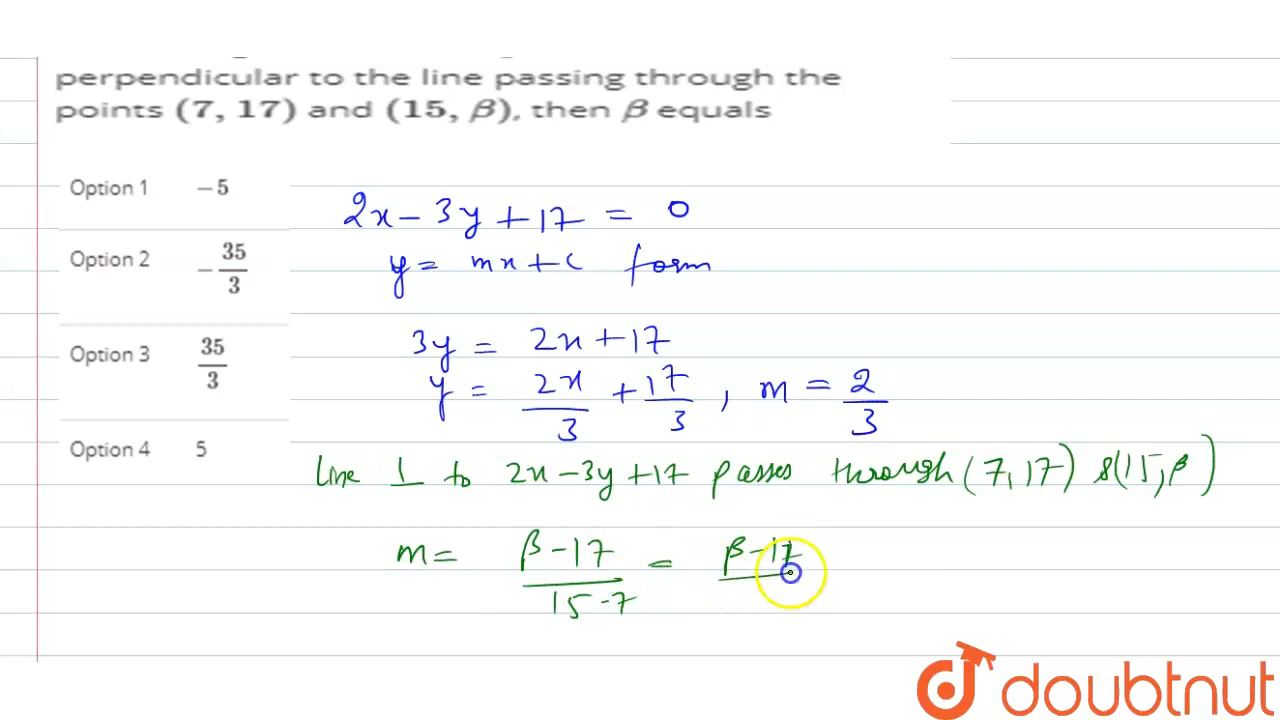 perpendicular to the line passing through the
points (7, 17) and (15, β), then β equals
Option 1 −5
Option 2 −35/3
Option 3 35/3
Option 4 5
2x − 3y + 17 = 0
y = mx + c form
3y = 2x + 17
y = 2x/3 + 17/3 , m = 2/3
Line ⊥ to 2x − 3y + 17 passes through (7, 17) & (15, β)
m = β − 17/15 − 7 = β − 17
doubtnut